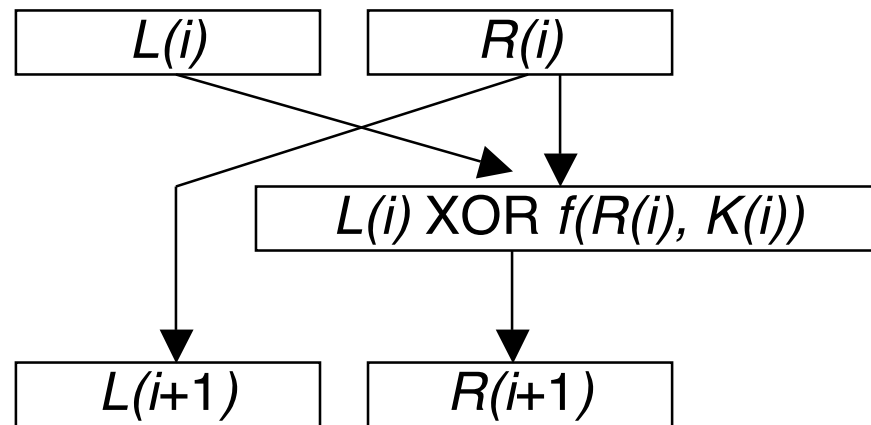 L(i) R(i)
L(i) XOR f(R(i), K(i))
L(i+1) R(i+1)